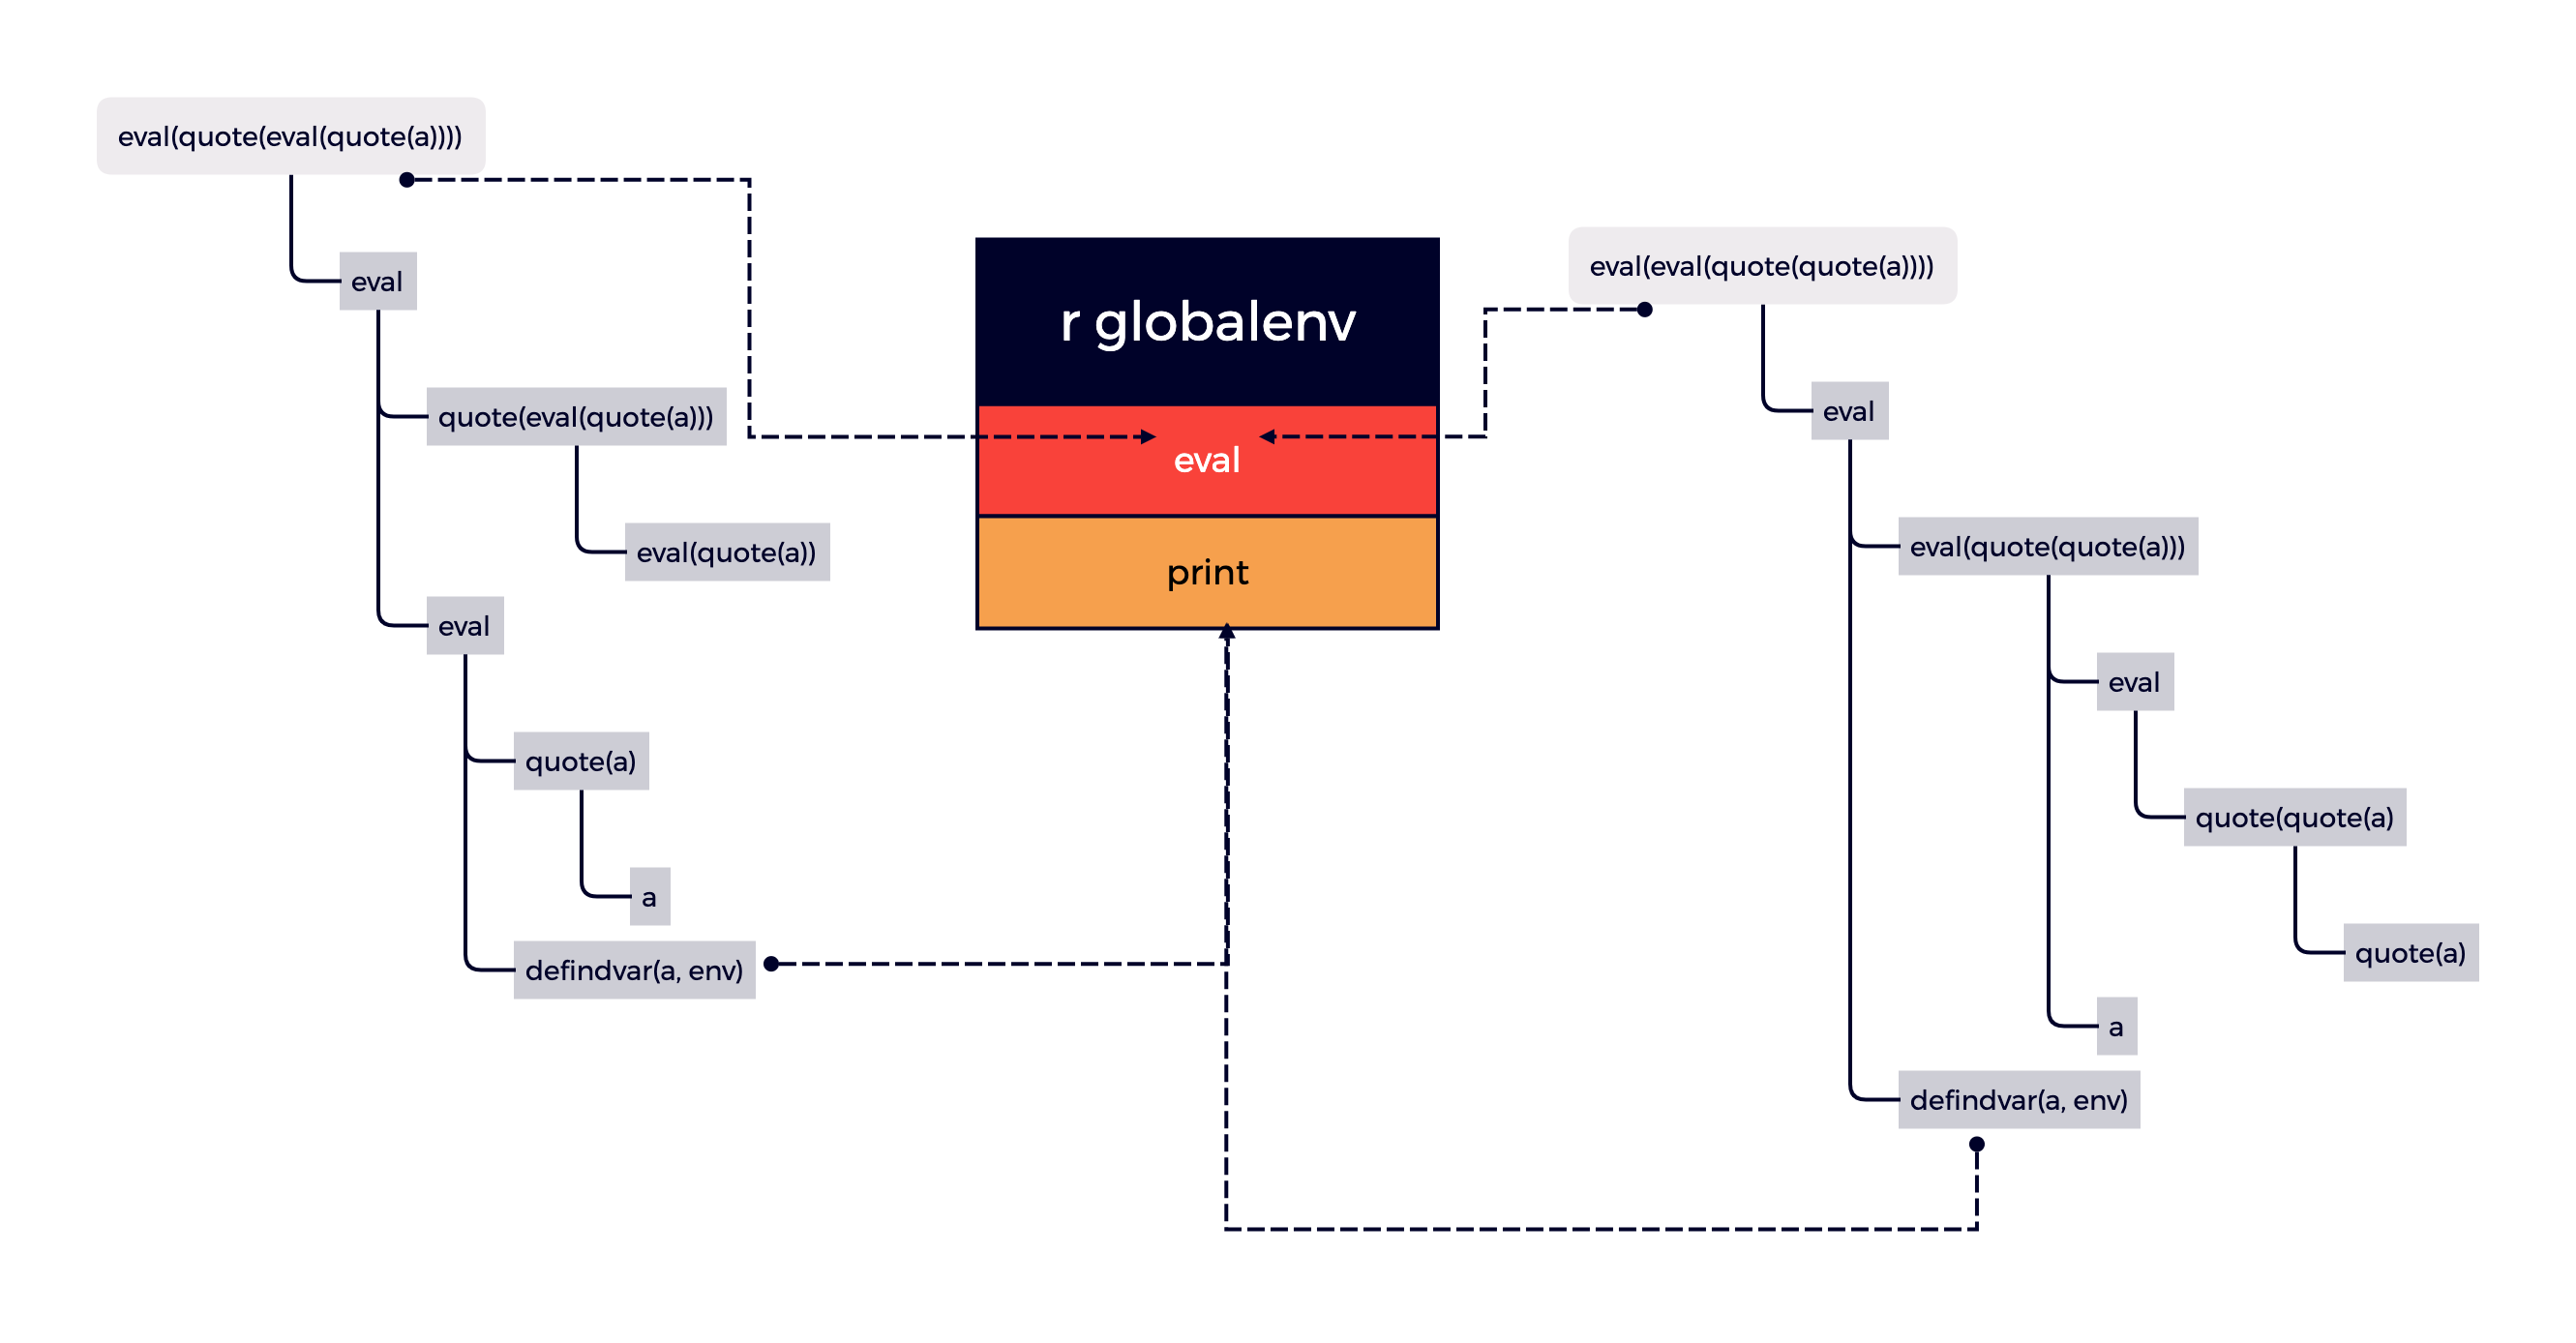 eval(quote(eval(quote(a))))
eval
quote(eval(quote(a)))
eval(quote(a))
eval
quote(a)
a
defindvar(a, env)
r globalenv
eval
print
eval(eval(quote(quote(a))))
eval
eval(quote(quote(a)))
eval
quote(quote(a)
quote(a)
a
defindvar(a, env)